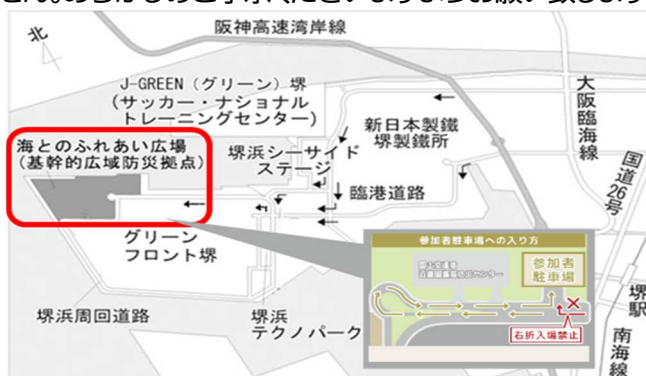 阪神高速湾岸線
北
J-GREEN（グリーン）堺
（サッカー・ナショナル
トレーニングセンター）
大阪臨海線
新日本製鐵
堺製鉄所
海とのふれあい広場
（基幹的広域防災拠点）
堺浜シーサイド
ステージ
国道26号
臨港道路
グリーン
フロント堺
参加者駐車場への入り方
参加者
駐車場
右折入場禁止
堺浜周回道路
堺浜
テクノパーク
堺駅
南海線